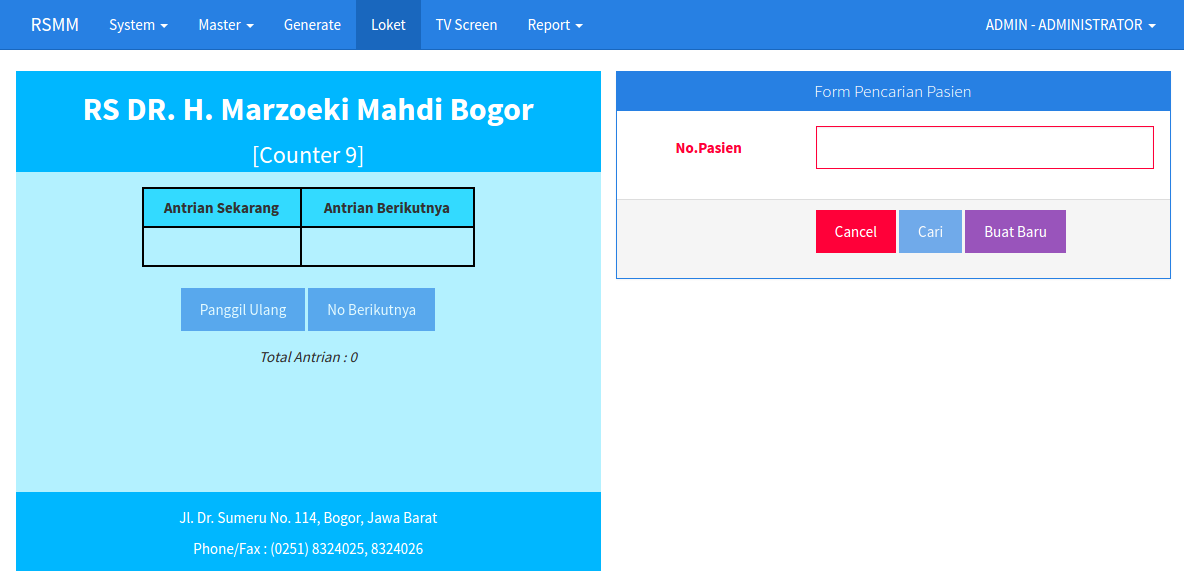 RSMM System Master Generate Loket TV Screen Report ADMIN - ADMINISTRATOR
RS DR. H. Marzoeki Mahdi Bogor
[Counter 9]
Antrian Sekarang Antrian Berikutnya
Panggil Ulang No Berikutnya
Total Antrian : 0
Jl. Dr. Sumeru No. 114, Bogor, Jawa Barat
Phone/Fax : (0251) 8324025, 8324026
Form Pencarian Pasien
No.Pasien
Cancel Cari Buat Baru